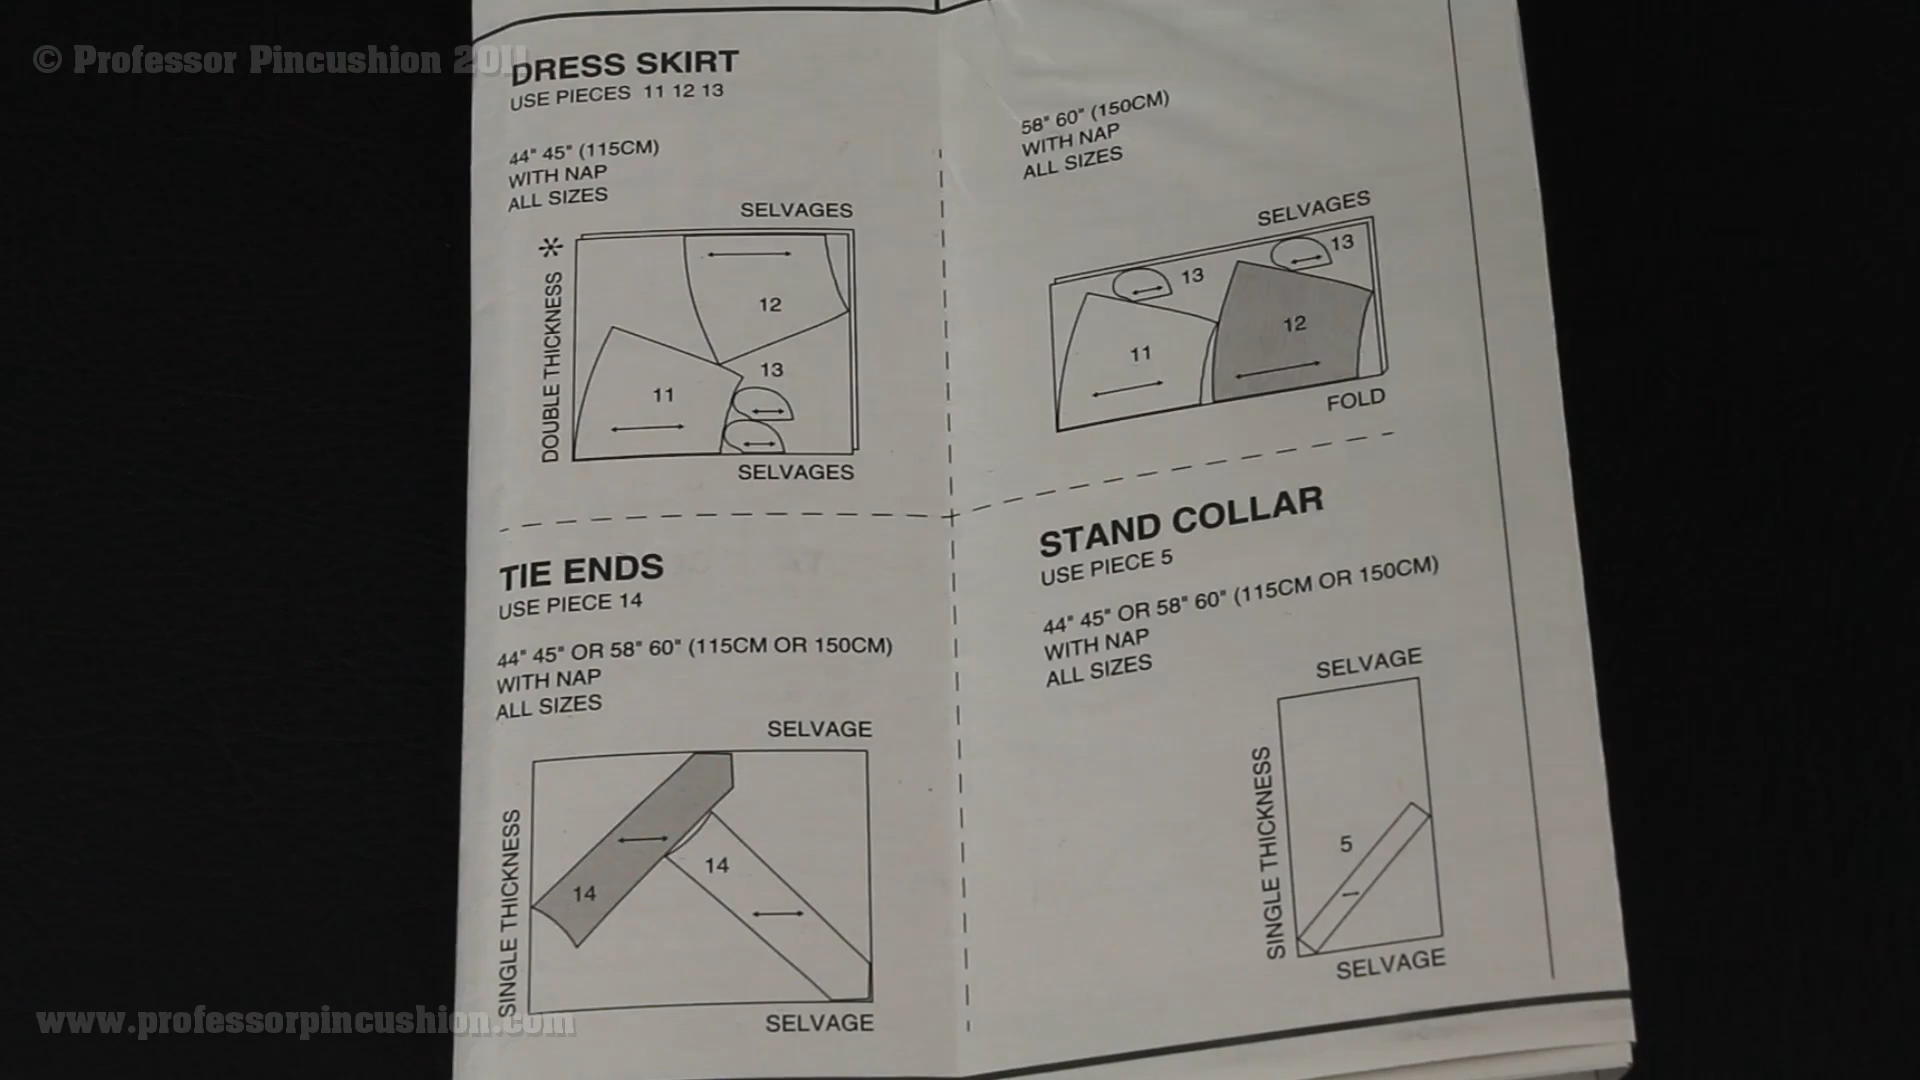 © Professor Pincushion 2011
DRESS SKIRT
USE PIECES 11 12 13
44" 45" (115CM)
WITH NAP
ALL SIZES
SELVAGES
*
DOUBLE THICKNESS
12
13
11
SELVAGES
58" 60" (150CM)
WITH NAP
ALL SIZES
SELVAGES
13
13
12
11
FOLD
TIE ENDS
USE PIECE 14
44" 45" OR 58" 60" (115CM OR 150CM)
WITH NAP
ALL SIZES
SELVAGE
SINGLE THICKNESS
14
14
SELVAGE
STAND COLLAR
USE PIECE 5
44" 45" OR 58" 60" (115CM OR 150CM)
WITH NAP
ALL SIZES
SELVAGE
SINGLE THICKNESS
5
SELVAGE
www.professorpincushion.com